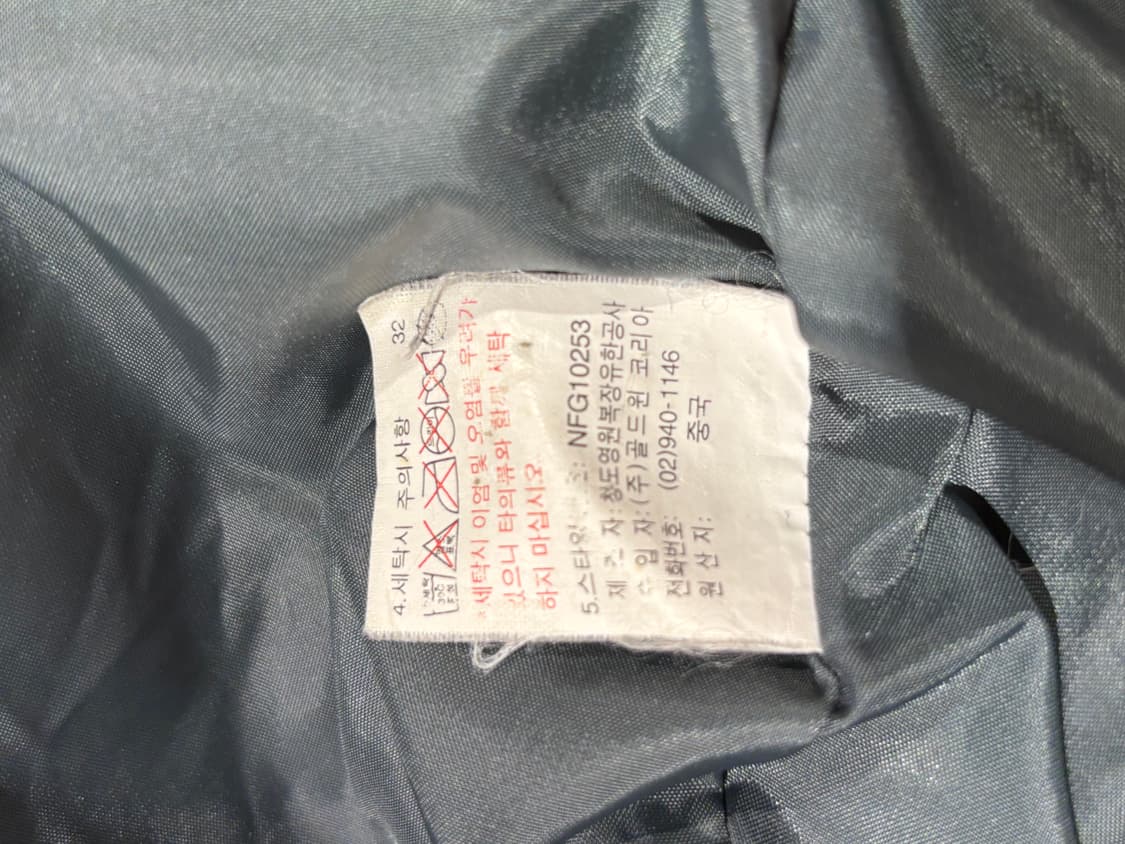 4.세탁시 주의사항 32
*세탁시 이염및 오염될 우려가
있으니 타의류와 함께 세탁
하지 마십시오.
5.스타일 NFG10253
제 조 자: 청도영원복장유한공사
수 입 자:(주)골드윈 코리아
전화번호: (02)940-1146
원 산 지: 중국